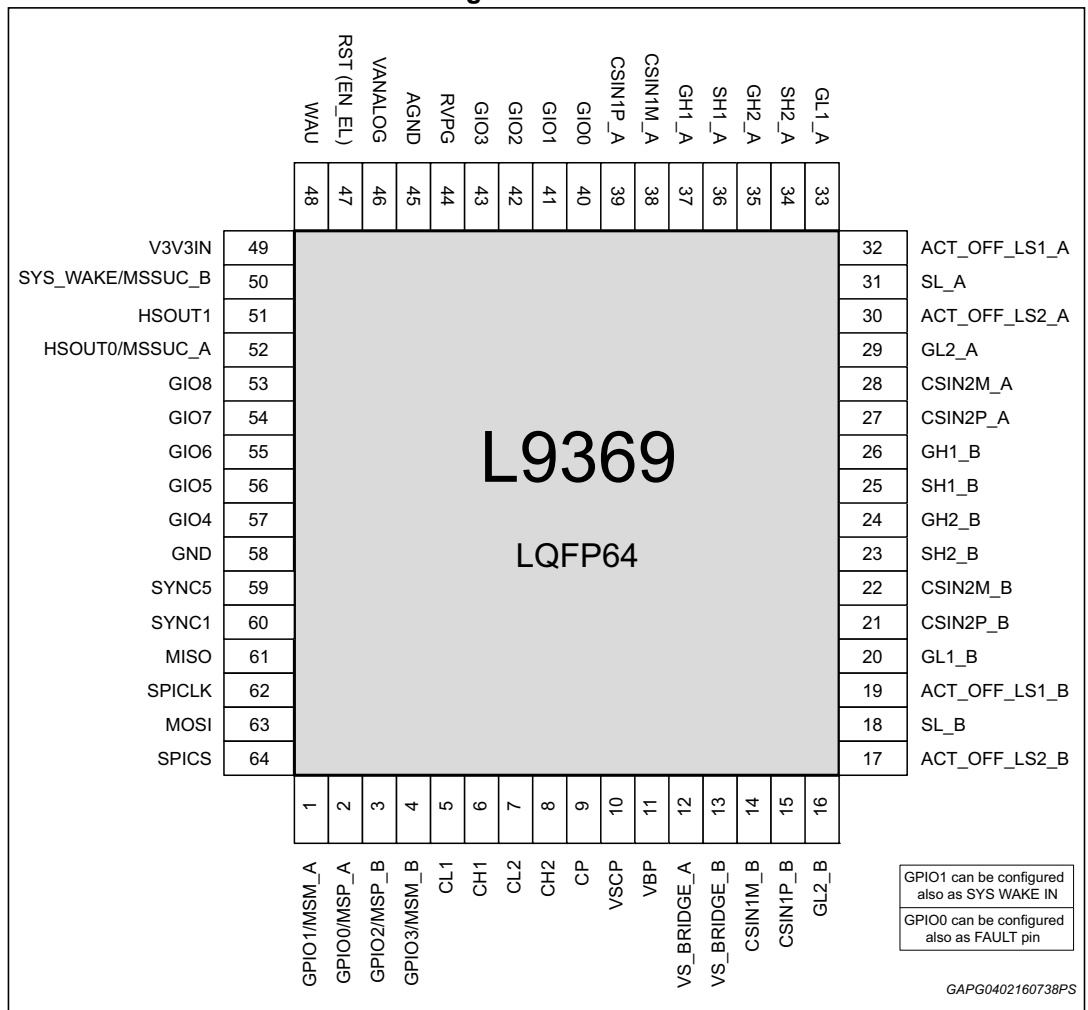 g
WAU
RST (EN_EL)
VANALOG
AGND
RVPG
GIO3
GIO2
GIO1
GIO0
CSIN1P_A
CSIN1M_A
GH1_A
SH1_A
GH2_A
SH2_A
GL1_A
48 47 46 45 44 43 42 41 40 39 38 37 36 35 34 33
V3V3IN 49
SYS_WAKE/MSSUC_B 50
HSOUT1 51
HSOUT0/MSSUC_A 52
GIO8 53
GIO7 54
GIO6 55
GIO5 56
GIO4 57
GND 58
SYNC5 59
SYNC1 60
MISO 61
SPICLK 62
MOSI 63
SPICS 64
L9369
LQFP64
32 ACT_OFF_LS1_A
31 SL_A
30 ACT_OFF_LS2_A
29 GL2_A
28 CSIN2M_A
27 CSIN2P_A
26 GH1_B
25 SH1_B
24 GH2_B
23 SH2_B
22 CSIN2M_B
21 CSIN2P_B
20 GL1_B
19 ACT_OFF_LS1_B
18 SL_B
17 ACT_OFF_LS2_B
1 2 3 4 5 6 7 8 9 10 11 12 13 14 15 16
GPIO1/MSM_A
GPIO0/MSP_A
GPIO2/MSP_B
GPIO3/MSM_B
CL1
CH1
CL2
CH2
CP
VSCP
VBP
VS_BRIDGE_A
VS_BRIDGE_B
CSIN1M_B
CSIN1P_B
GL2_B
GPIO1 can be configured
also as SYS WAKE IN
GPIO0 can be configured
also as FAULT pin
GAPG0402160738PS